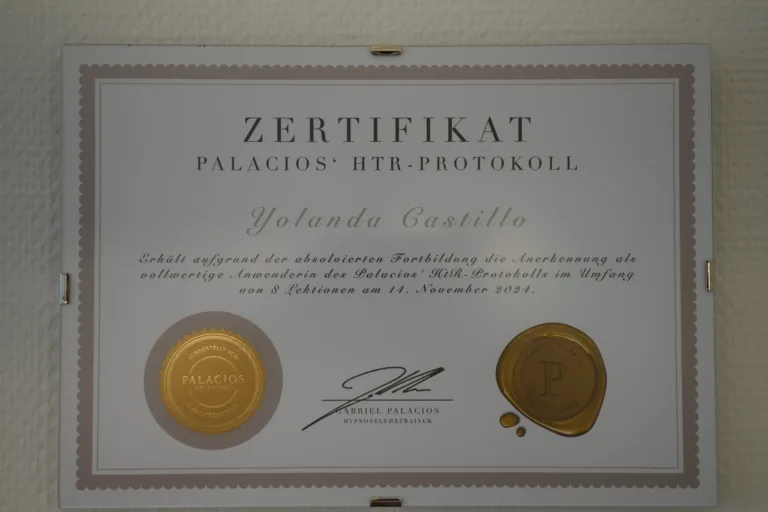 ZERTIFIKAT
PALACIOS' HTR-PROTOKOLL
Yolanda Castillo
Erhält aufgrund der absolvierten Fortbildung die Anerkennung als
vollwertige Anwenderin des Palacios' HtR-Protokolls im Umfang
von 8 Lektionen am 14. November 2024.
PALACIOS
P
GABRIEL PALACIOS
HYPNOSELEHRTRAINER